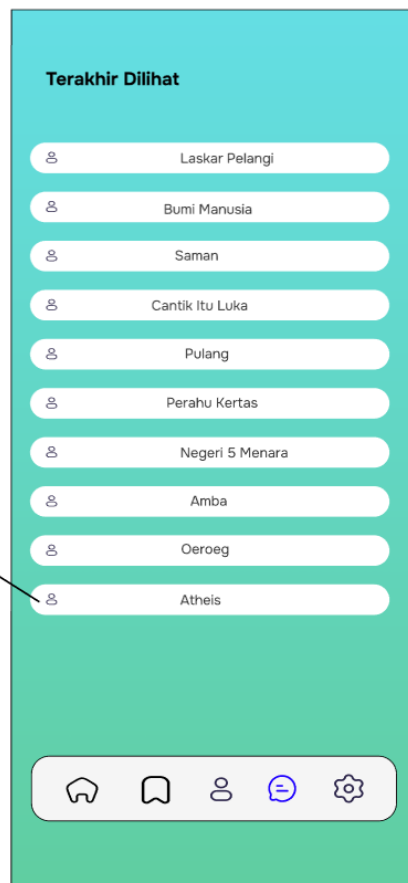 Terakhir Dilihat
Laskar Pelangi
Bumi Manusia
Saman
Cantik Itu Luka
Pulang
Perahu Kertas
Negeri 5 Menara
Amba
Oeroeg
Atheis